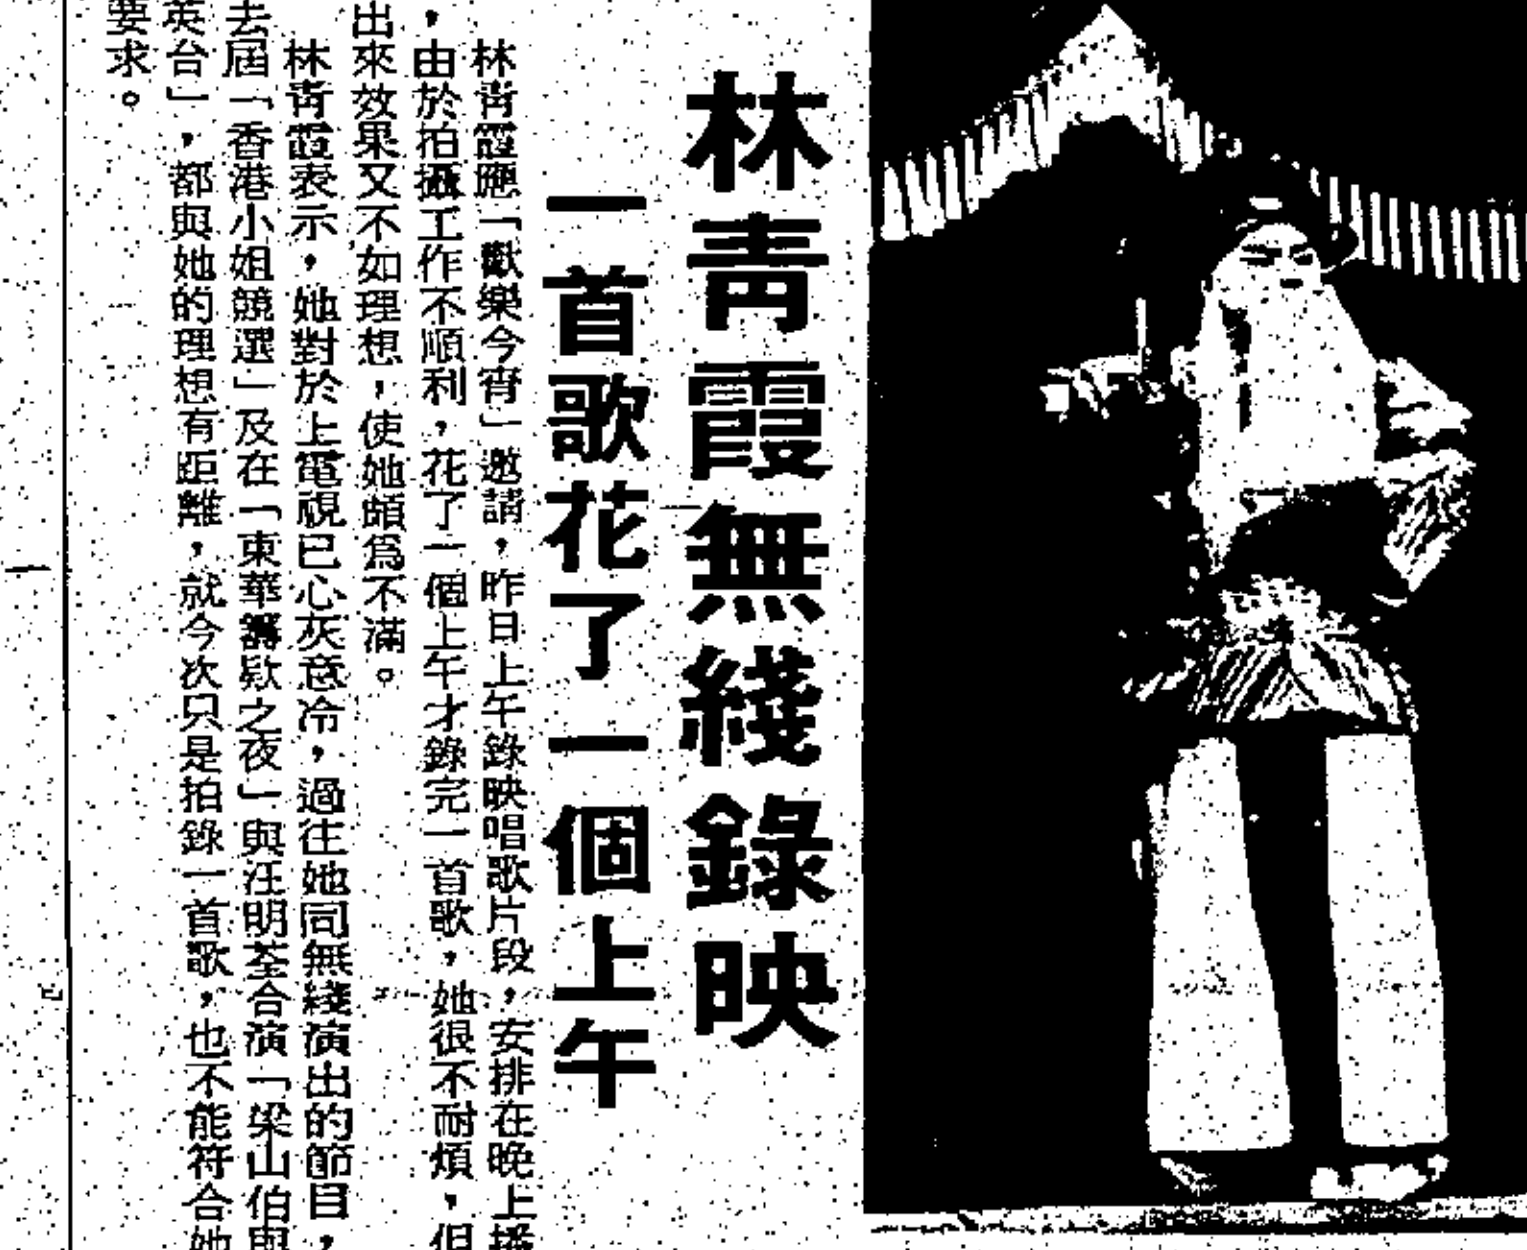 林青霞無綫錄映
一首歌花了一個上午
林青霞應「歡樂今宵」邀請，昨日上午錄映唱歌片段，安排在晚上播
，由於拍攝工作不順利，花了一個上午才錄完一首歌，她很不耐煩，但
出來效果又不如理想，使她頗為不滿。
林青霞表示，她對於上電視已心灰意冷，過往她同無綫演出的節目，
去屆「香港小姐競選」及在「東華籌款之夜」與汪明荃合演「梁山伯與
英台」，都與她的理想有距離，就今次只是拍錄一首歌，也不能符合她
要求。